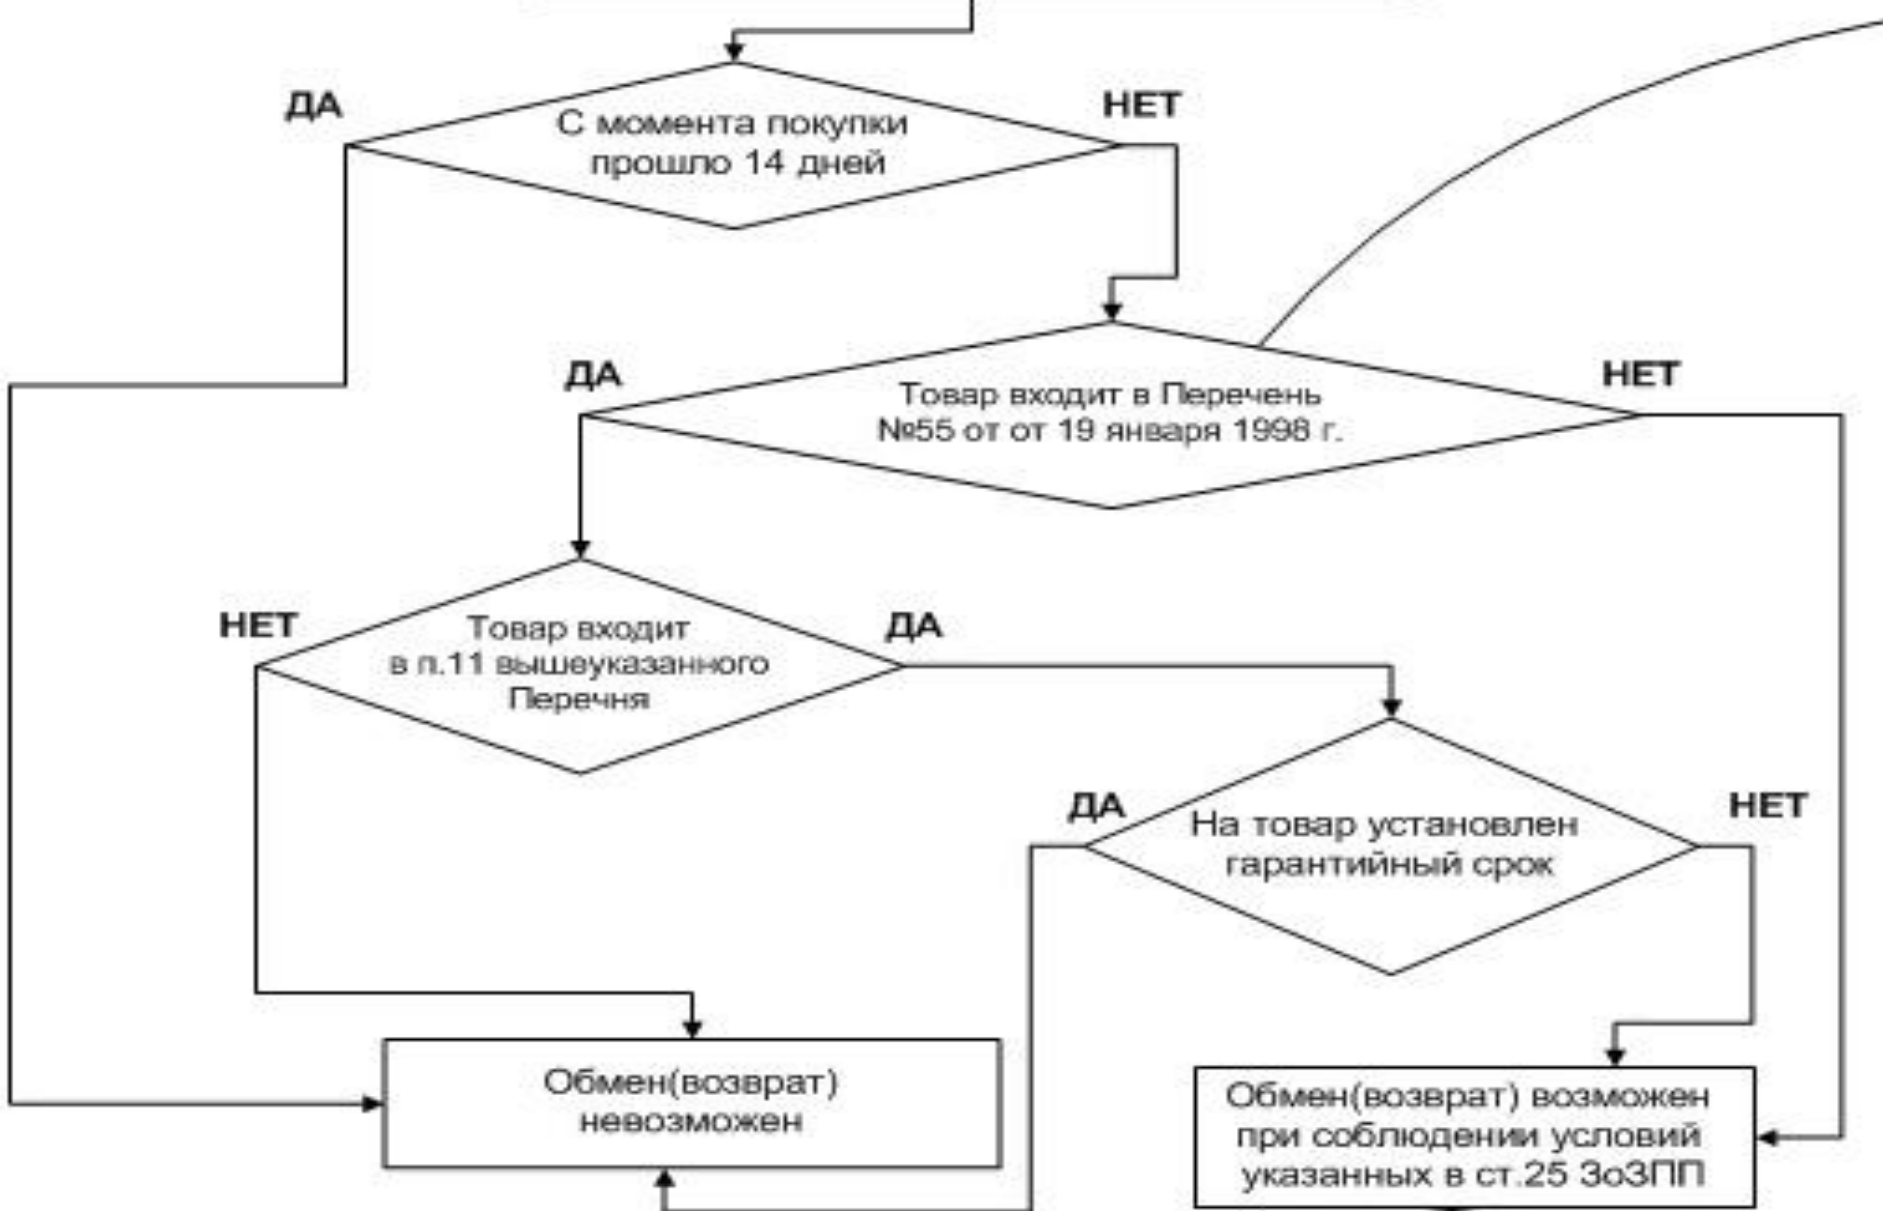 ДА
НЕТ
С момента покупки
прошло 14 дней
ДА
НЕТ
Товар входит в Перечень
№55 от от 19 января 1998 г.
НЕТ
ДА
Товар входит
в п.11 вышеуказанного
Перечня
ДА
НЕТ
На товар установлен
гарантийный срок
Обмен(возврат)
невозможен
Обмен(возврат) возможен
при соблюдении условий
указанных в ст.25 ЗоЗПП